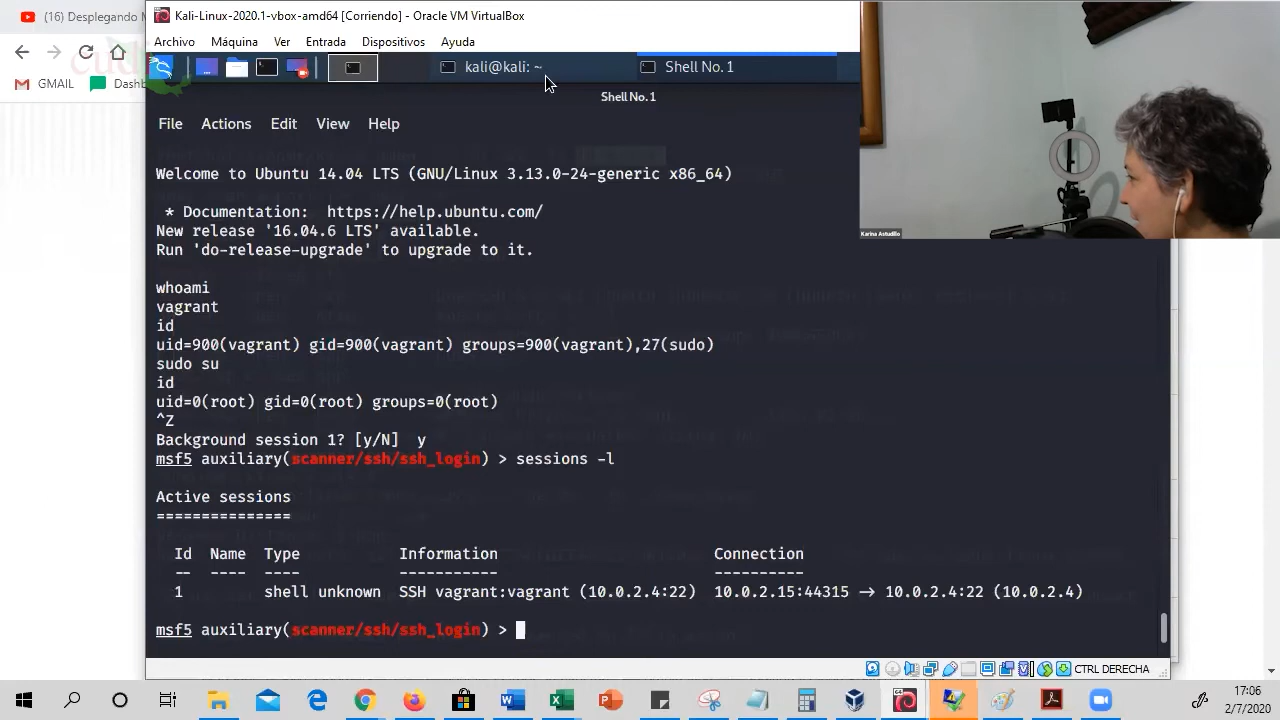 (16) Desplegando M
Kali-Linux-2020.1-vbox-amd64 [Corriendo] - Oracle VM VirtualBox
Archivo Máquina Ver Entrada Dispositivos Ayuda
kali@kali: ~
Shell No. 1
GMAIL
Dashb
Shell No. 1
File Actions Edit View Help
Welcome to Ubuntu 14.04 LTS (GNU/Linux 3.13.0-24-generic x86_64)
* Documentation: https://help.ubuntu.com/
New release '16.04.6 LTS' available.
Run 'do-release-upgrade' to upgrade to it.
Karina Astudillo
whoami
vagrant
id
uid=900(vagrant) gid=900(vagrant) groups=900(vagrant),27(sudo)
sudo su
id
uid=0(root) gid=0(root) groups=0(root)
^Z
Background session 1? [y/N] y
msf5 auxiliary(scanner/ssh/ssh_login) > sessions -l
Active sessions
===============
Id Name Type Information Connection
-- ---- ---- ----------- ----------
1 shell unknown SSH vagrant:vagrant (10.0.2.4:22) 10.0.2.15:44315 -> 10.0.2.4:22 (10.0.2.4)
msf5 auxiliary(scanner/ssh/ssh_login) >
CTRL DERECHA
17:06
2/7/2020